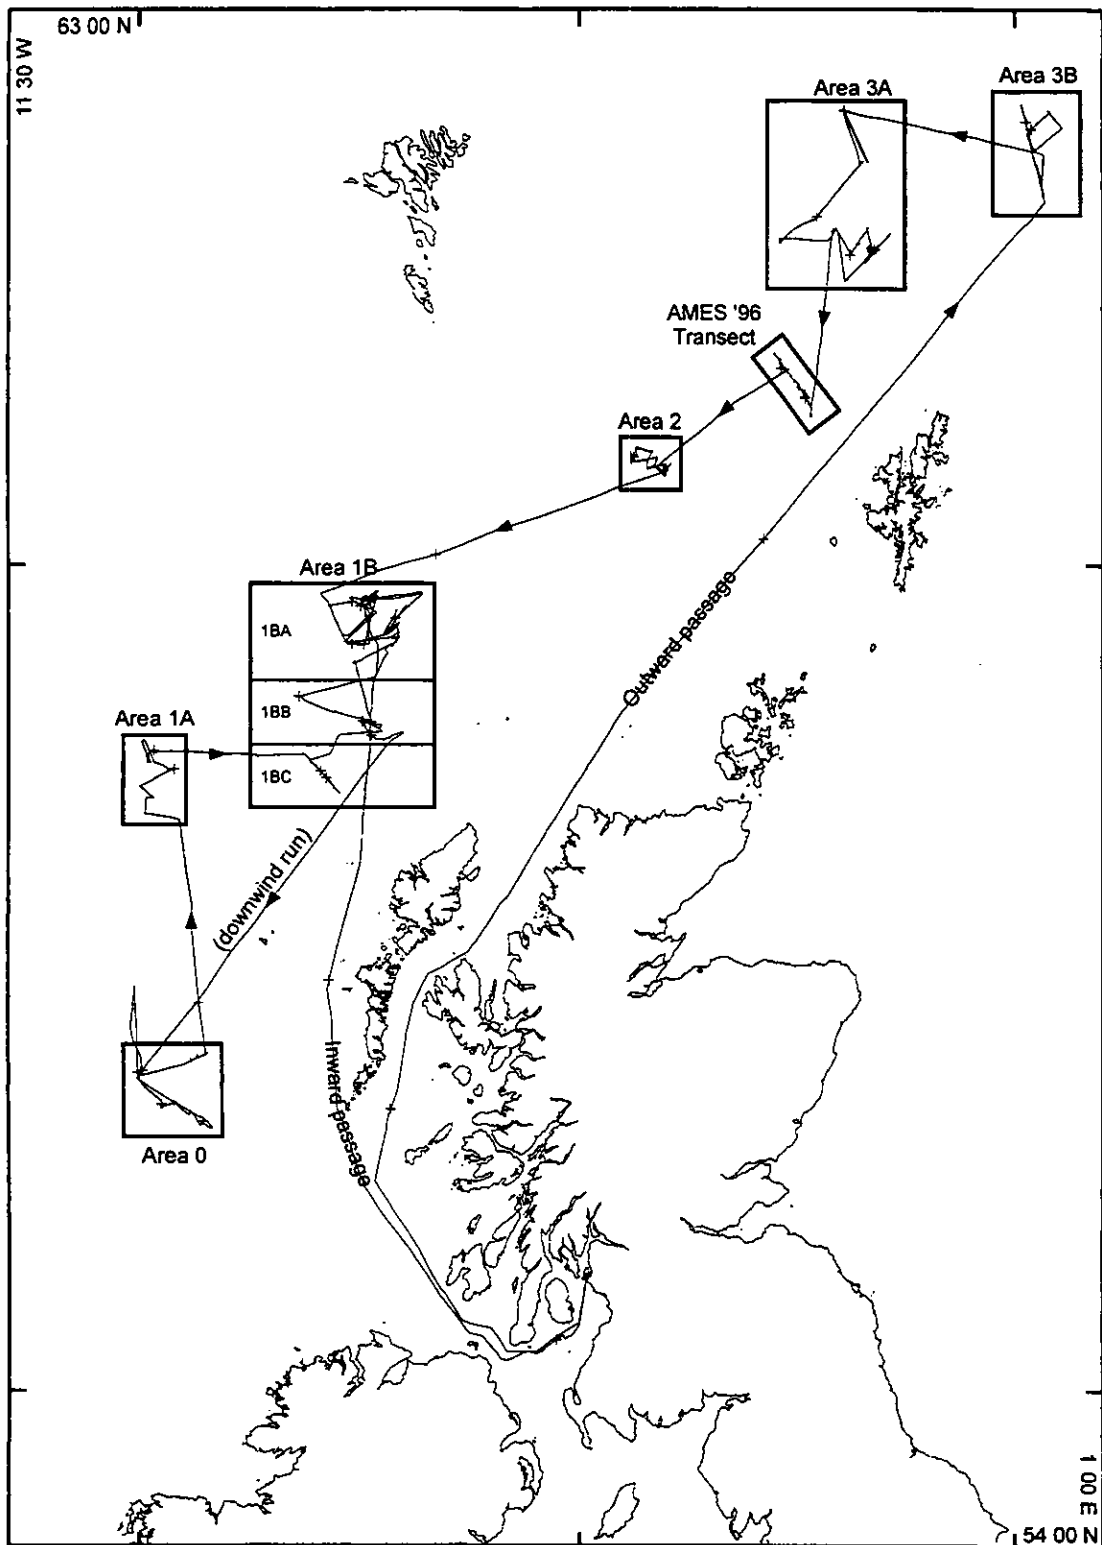 63 00 N
11 30 W
Area 3A
Area 3B
AMES '96
Transect
Area 2
Area 1B
1BA
Outward passage
1BB
Area 1A
1BC
(downwind run)
Inward passage
Area 0
1 00 E
54 00 N